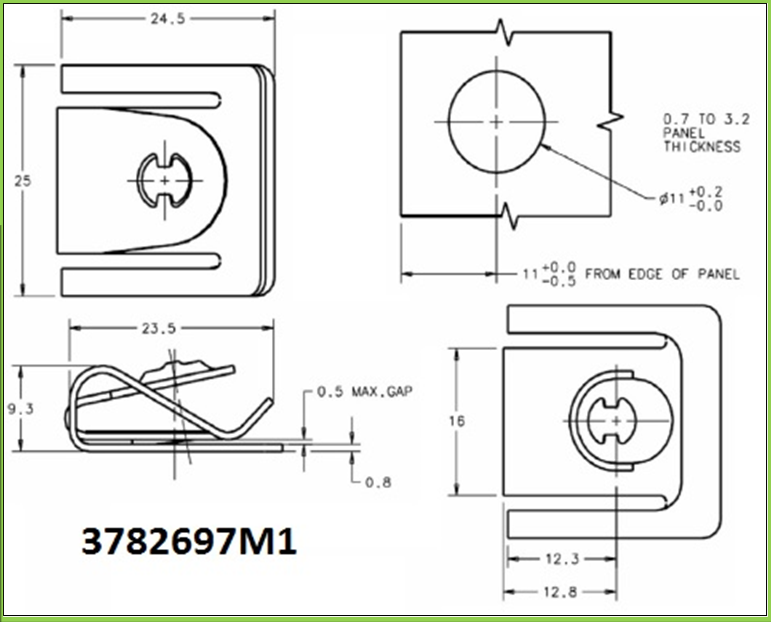 24.5
25
0.7 TO 3.2
PANEL
THICKNESS
ø11 +0.2
-0.0
11 +0.0
-0.5 FROM EDGE OF PANEL
23.5
9.3
0.5 MAX.GAP
0.8
16
12.3
12.8
3782697M1